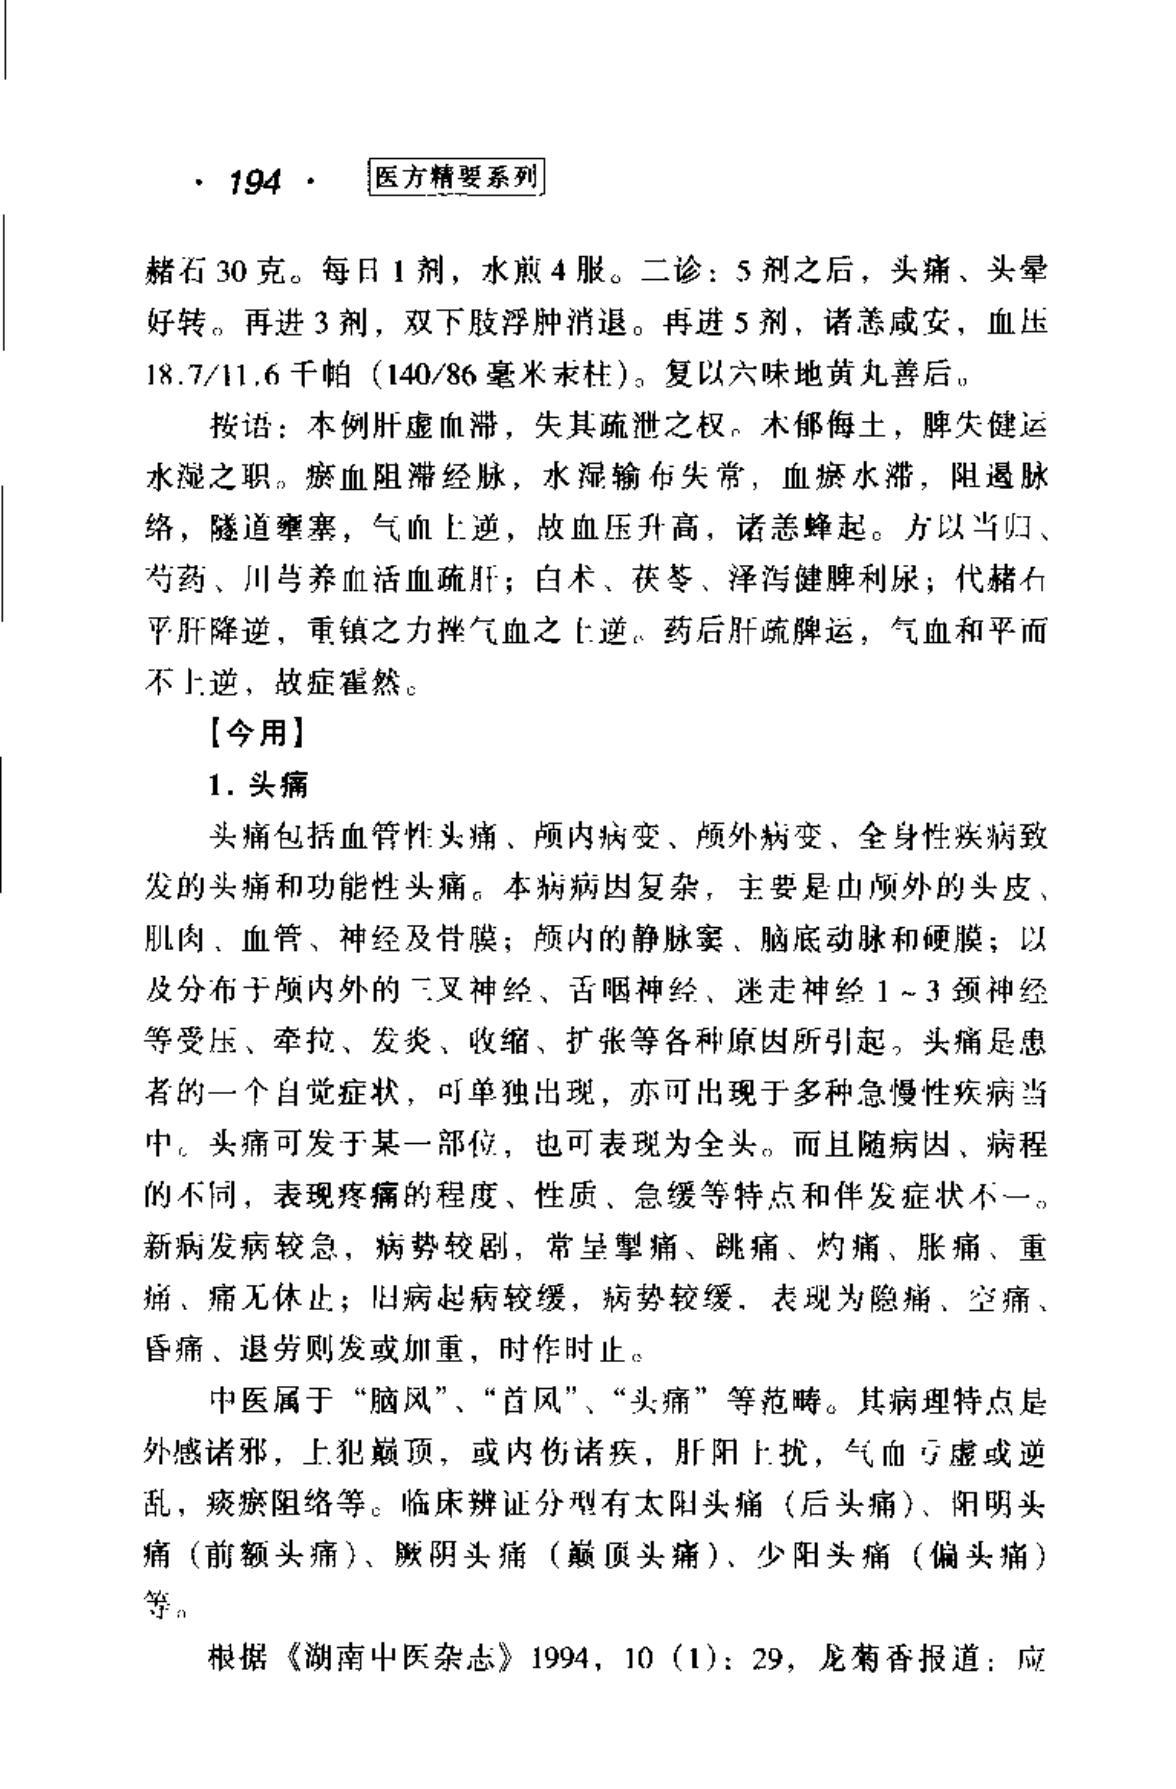 · 194 · 医方精要系列
赭石 30 克。每日 1 剂，水煎 4 服。二诊：5 剂之后，头痛、头晕
好转。再进 3 剂，双下肢浮肿消退。再进 5 剂，诸恙咸安，血压
18.7/11.6 千帕（140/86 毫米汞柱）。复以六味地黄丸善后。
按语：本例肝虚血滞，失其疏泄之权。木郁侮土，脾失健运
水湿之职。瘀血阻滞经脉，水湿输布失常，血瘀水滞，阻遏脉
络，隧道壅塞，气血上逆，故血压升高，诸恙蜂起。方以当归、
芍药、川芎养血活血疏肝；白术、茯苓、泽泻健脾利尿；代赭石
平肝降逆，重镇之力挫气血之上逆。药后肝疏脾运，气血和平而
不上逆，故症霍然。
【今用】
1. 头痛
头痛包括血管性头痛、颅内病变、颅外病变、全身性疾病致
发的头痛和功能性头痛。本病病因复杂，主要是由颅外的头皮、
肌肉、血管、神经及骨膜；颅内的静脉窦、脑底动脉和硬膜；以
及分布于颅内外的三叉神经、舌咽神经、迷走神经 1～3 颈神经
等受压、牵拉、发炎、收缩、扩张等各种原因所引起。头痛是患
者的一个自觉症状，可单独出现，亦可出现于多种急慢性疾病当
中。头痛可发于某一部位，也可表现为全头。而且随病因、病程
的不同，表现疼痛的程度、性质、急缓等特点和伴发症状不一。
新病发病较急，病势较剧，常呈掣痛、跳痛、灼痛、胀痛、重
痛、痛无休止；旧病起病较缓，病势较缓，表现为隐痛、空痛、
昏痛、退劳则发或加重，时作时止。
中医属于“脑风”、“首风”、“头痛”等范畴。其病理特点是
外感诸邪，上犯巅顶，或内伤诸疾，肝阳上扰，气血亏虚或逆
乱，痰瘀阻络等。临床辨证分型有太阳头痛（后头痛）、阳明头
痛（前额头痛）、厥阴头痛（巅顶头痛）、少阳头痛（偏头痛）
等。
根据《湖南中医杂志》1994，10（1）：29，龙菊香报道：应